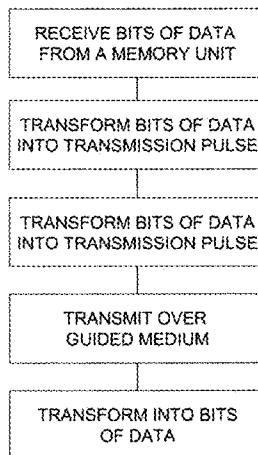 RECEIVE BITS OF DATA
FROM A MEMORY UNIT
TRANSFORM BITS OF DATA
INTO TRANSMISSION PULSE
TRANSFORM BITS OF DATA
INTO TRANSMISSION PULSE
TRANSMIT OVER
GUIDED MEDIUM
TRANSFORM INTO BITS
OF DATA